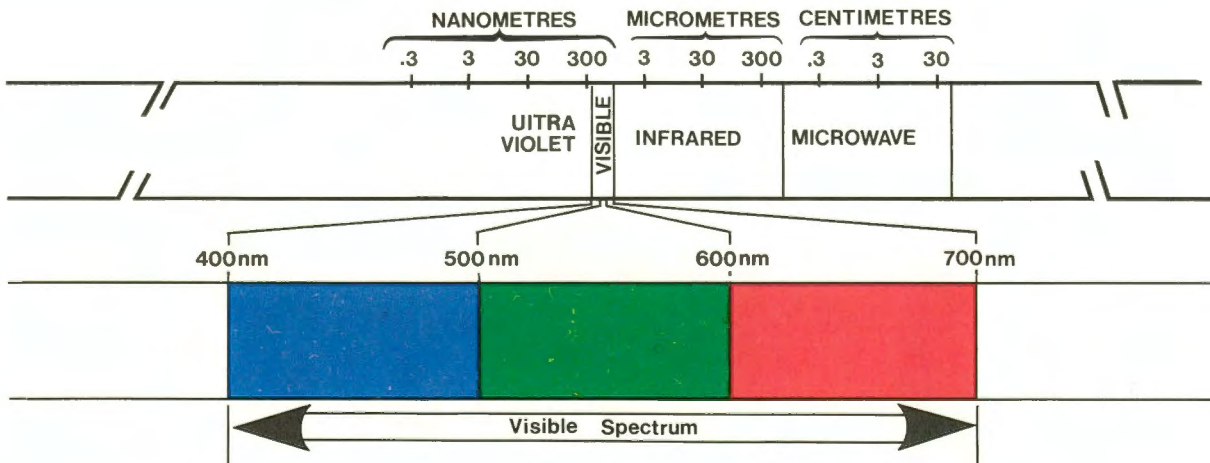 NANOMETRES MICROMETRES CENTIMETRES
.3 3 30 300 3 30 300 .3 3 30
UITRA
VIOLET
VISIBLE
INFRARED
MICROWAVE
400nm 500nm 600nm 700nm
Visible Spectrum